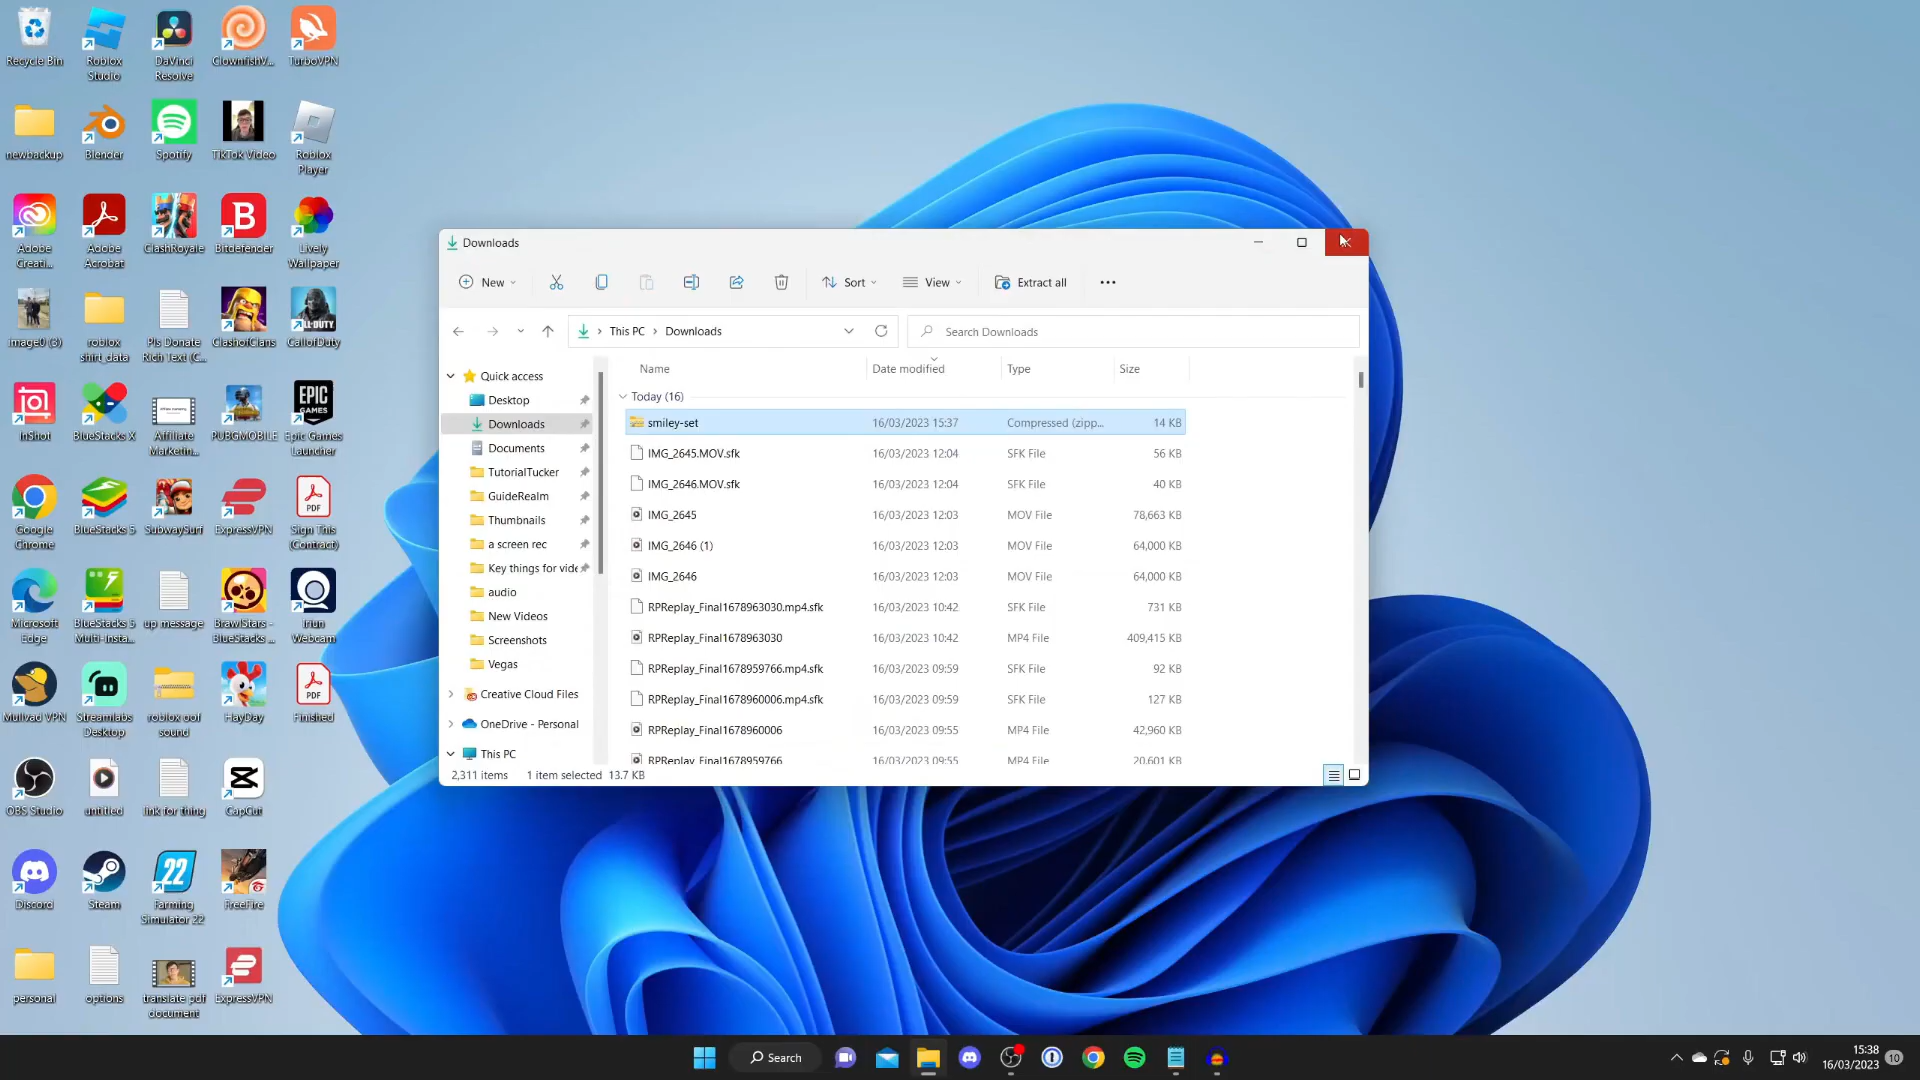 Recycle Bin
Roblox Studio
DaVinci Resolve
ClownfishV...
TurboVPN
newbackup
Blender
Spotify
TikTok Video
Roblox Player
Adobe Creati...
Adobe Acrobat
ClashRoyale
Bitdefender
Lively Wallpaper
image0 (3)
roblox shirt_data
Pls Donate Rich Text (C...
ClashofClans
CallofDuty
InShot
BlueStacks X
Affiliate Marketin...
PUBGMOBILE
Epic Games Launcher
Google Chrome
BlueStacks 5
SubwaySurf
ExpressVPN
Sign This (Contract)
Microsoft Edge
BlueStacks 5 Multi-Insta...
up message
BrawlStars - BlueStacks ...
Iriun Webcam
Mullvad VPN
Streamlabs Desktop
roblox oof sound
HayDay
Finished
OBS Studio
untitled
link for thing
CapCut
Discord
Steam
Farming Simulator 22
FreeFire
personal
options
translate pdf document
ExpressVPN
Downloads
New
Sort
View
Extract all
This PC > Downloads
Search Downloads
Name Date modified Type Size
Quick access
Desktop
Downloads
Documents
TutorialTucker
GuideRealm
Thumbnails
a screen rec
Key things for vide
audio
New Videos
Screenshots
Vegas
Creative Cloud Files
OneDrive - Personal
This PC
Today (16)
smiley-set 16/03/2023 15:37 Compressed (zipp... 14 KB
IMG_2645.MOV.sfk 16/03/2023 12:04 SFK File 56 KB
IMG_2646.MOV.sfk 16/03/2023 12:04 SFK File 40 KB
IMG_2645 16/03/2023 12:03 MOV File 78,663 KB
IMG_2646 (1) 16/03/2023 12:03 MOV File 64,000 KB
IMG_2646 16/03/2023 12:03 MOV File 64,000 KB
RPReplay_Final1678963030.mp4.sfk 16/03/2023 10:42 SFK File 731 KB
RPReplay_Final1678963030 16/03/2023 10:42 MP4 File 409,415 KB
RPReplay_Final1678959766.mp4.sfk 16/03/2023 09:59 SFK File 92 KB
RPReplay_Final1678960006.mp4.sfk 16/03/2023 09:59 SFK File 127 KB
RPReplay_Final1678960006 16/03/2023 09:55 MP4 File 42,960 KB
RPReplay_Final1678959766 16/03/2023 09:55 MP4 File 20,601 KB
2,311 items 1 item selected 13.7 KB
Search
15:38
16/03/2023
10